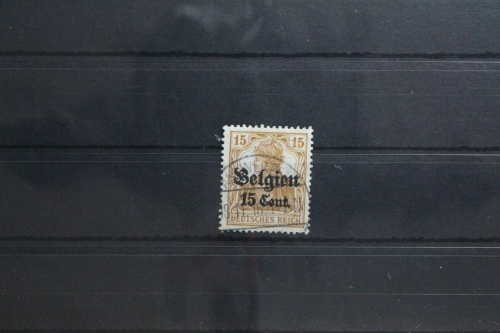 15 15
Belgien
15 Cent.
DEUTSCHES REICH